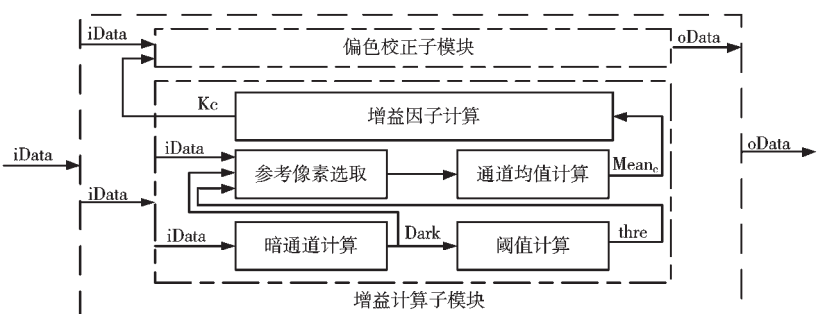 iData
偏色校正子模块
oData
Kc
增益因子计算
iData
iData
参考像素选取
通道均值计算
Meanc
oData
iData
iData
暗通道计算
Dark
阈值计算
thre
增益计算子模块